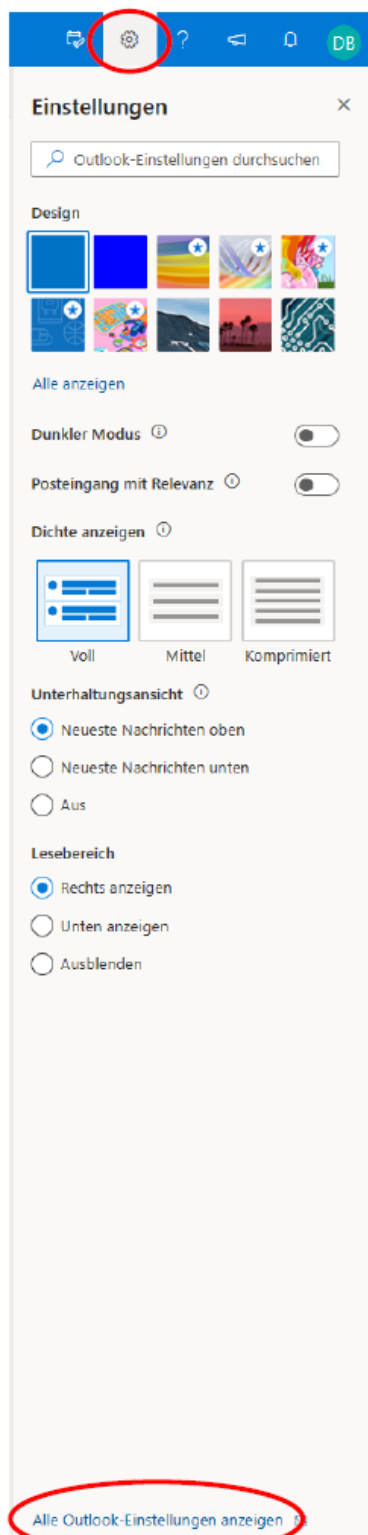 ?
DB
Einstellungen
Outlook-Einstellungen durchsuchen
Design
Alle anzeigen
Dunkler Modus
Posteingang mit Relevanz
Dichte anzeigen
Voll Mittel Komprimiert
Unterhaltungsansicht
Neueste Nachrichten oben
Neueste Nachrichten unten
Aus
Lesebereich
Rechts anzeigen
Unten anzeigen
Ausblenden
Alle Outlook-Einstellungen anzeigen